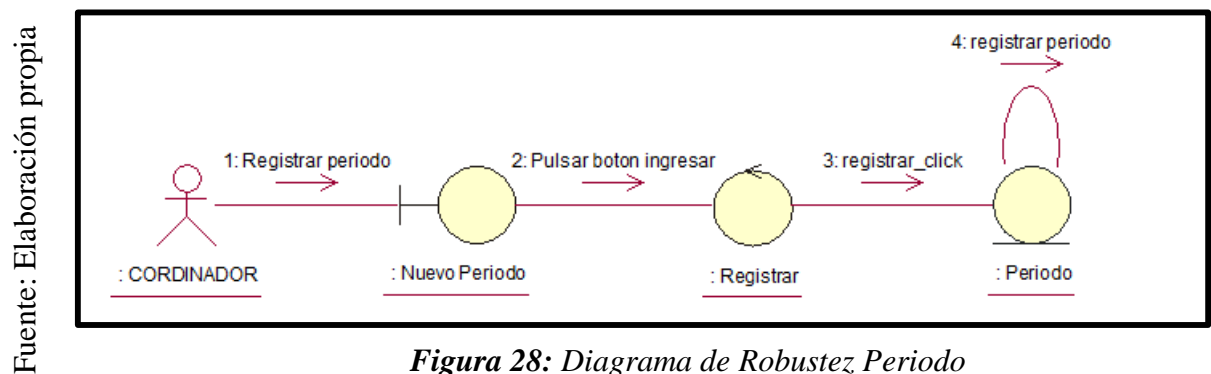 Fuente: Elaboración propia
4: registrar periodo
1: Registrar periodo
2: Pulsar boton ingresar
3: registrar_click
: CORDINADOR
: Nuevo Periodo
: Registrar
: Periodo
Figura 28: Diagrama de Robustez Periodo